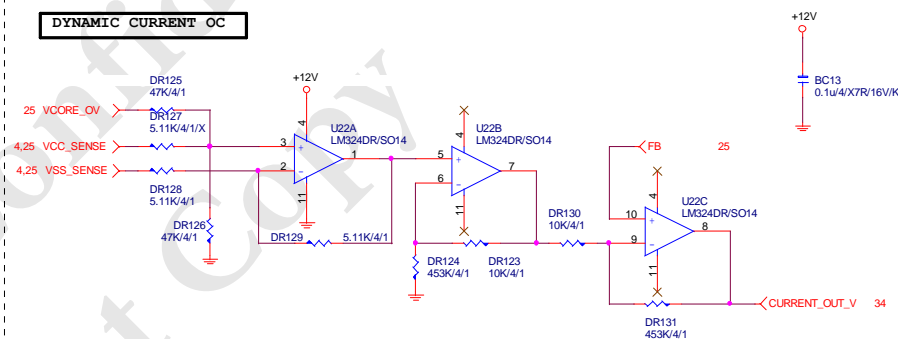 DYNAMIC CURRENT OC
+12V
BC13
0.1u/4/X7R/16V/K
DR125
47K/4/1
+12V
25 VCORE_OV
DR127
5.11K/4/1/X
4
U22A
LM324DR/SO14
4
U22B
LM324DR/SO14
FB 25
4,25 VCC_SENSE
3
+
1
5
+
7
4
U22C
LM324DR/SO14
4,25 VSS_SENSE
2
-
6
-
DR128
5.11K/4/1
11
11
DR130
10K/4/1
10
+
8
9
-
DR126
47K/4/1
DR129
5.11K/4/1
DR124
453K/4/1
DR123
10K/4/1
11
CURRENT_OUT_V 34
DR131
453K/4/1
Copy